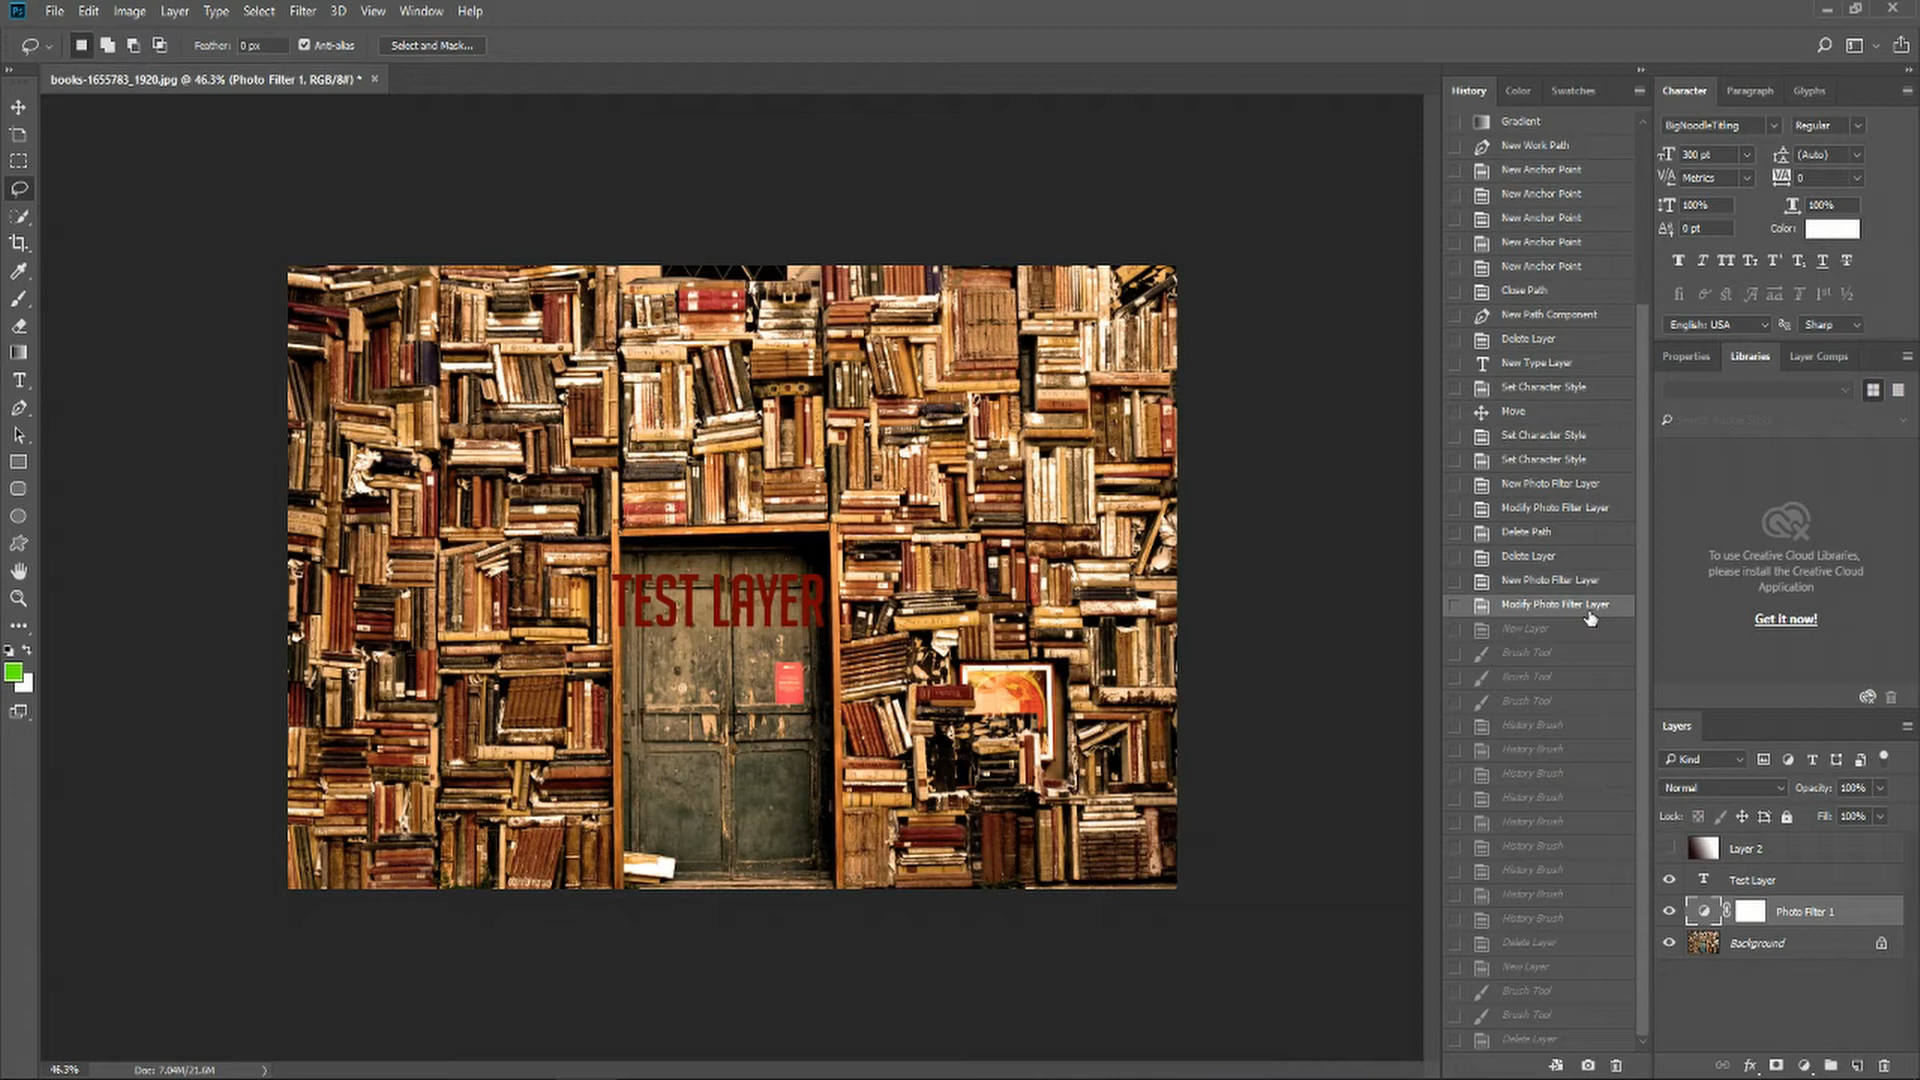 Ps File Edit Image Layer Type Select Filter 3D View Window Help
Feather: 0 px Anti-alias Select and Mask...
books-1655783_1920.jpg @ 46.3% (Photo Filter 1, RGB/8#) *
TEST LAYER
46.3% Doc: 7.04M/21.6M
History Color Swatches
Gradient
New Work Path
New Anchor Point
New Anchor Point
New Anchor Point
New Anchor Point
New Anchor Point
Close Path
New Path Component
Delete Layer
New Type Layer
Set Character Style
Move
Set Character Style
Set Character Style
New Photo Filter Layer
Modify Photo Filter Layer
Delete Path
Delete Layer
New Photo Filter Layer
Modify Photo Filter Layer
New Layer
Brush Tool
Brush Tool
Brush Tool
History Brush
History Brush
History Brush
History Brush
History Brush
History Brush
History Brush
History Brush
History Brush
Delete Layer
New Layer
Brush Tool
Brush Tool
Delete Layer
Character Paragraph Glyphs
BigNoodleTitling Regular
300 pt (Auto)
Metrics 0
100% 100%
0 pt Color:
English: USA Sharp
Properties Libraries Layer Comps
To use Creative Cloud Libraries,
please install the Creative Cloud
Application
Get it now!
Layers
Kind
Normal Opacity: 100%
Lock: Fill: 100%
Layer 2
Test Layer
Photo Filter 1
Background